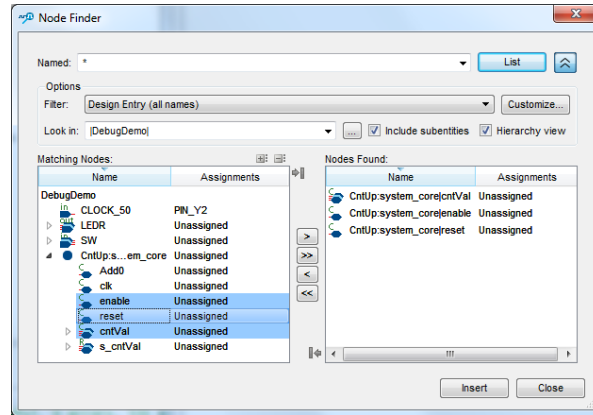 Node Finder
Named: * List
Options
Filter: Design Entry (all names) Customize...
Look in: |DebugDemo| ... Include subentities Hierarchy view
Matching Nodes: Nodes Found:
Name Assignments Name Assignments
DebugDemo
CntUp:system_core|cntVal Unassigned
in CLOCK_50 PIN_Y2
CntUp:system_core|enable Unassigned
out LEDR Unassigned
CntUp:system_core|reset Unassigned
in SW Unassigned
CntUp:s...em_core Unassigned
C Add0 Unassigned
C clk Unassigned
C enable Unassigned
C reset Unassigned
C cntVal Unassigned
R s_cntVal Unassigned
> 
>>
<
<<
Insert Close